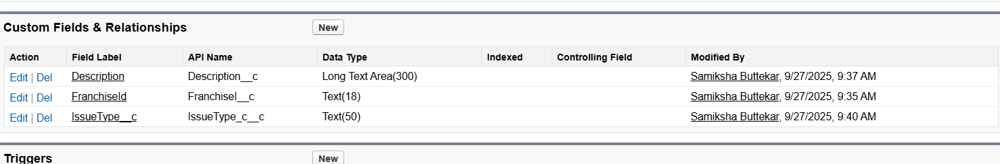 Custom Fields & Relationships New
Action Field Label API Name Data Type Indexed Controlling Field Modified By
Edit | Del Description Description__c Long Text Area(300) Samiksha Buttekar, 9/27/2025, 9:37 AM
Edit | Del FranchiseId FranchiseI__c Text(18) Samiksha Buttekar, 9/27/2025, 9:35 AM
Edit | Del IssueType__c IssueType_c__c Text(50) Samiksha Buttekar, 9/27/2025, 9:40 AM
Triggers New